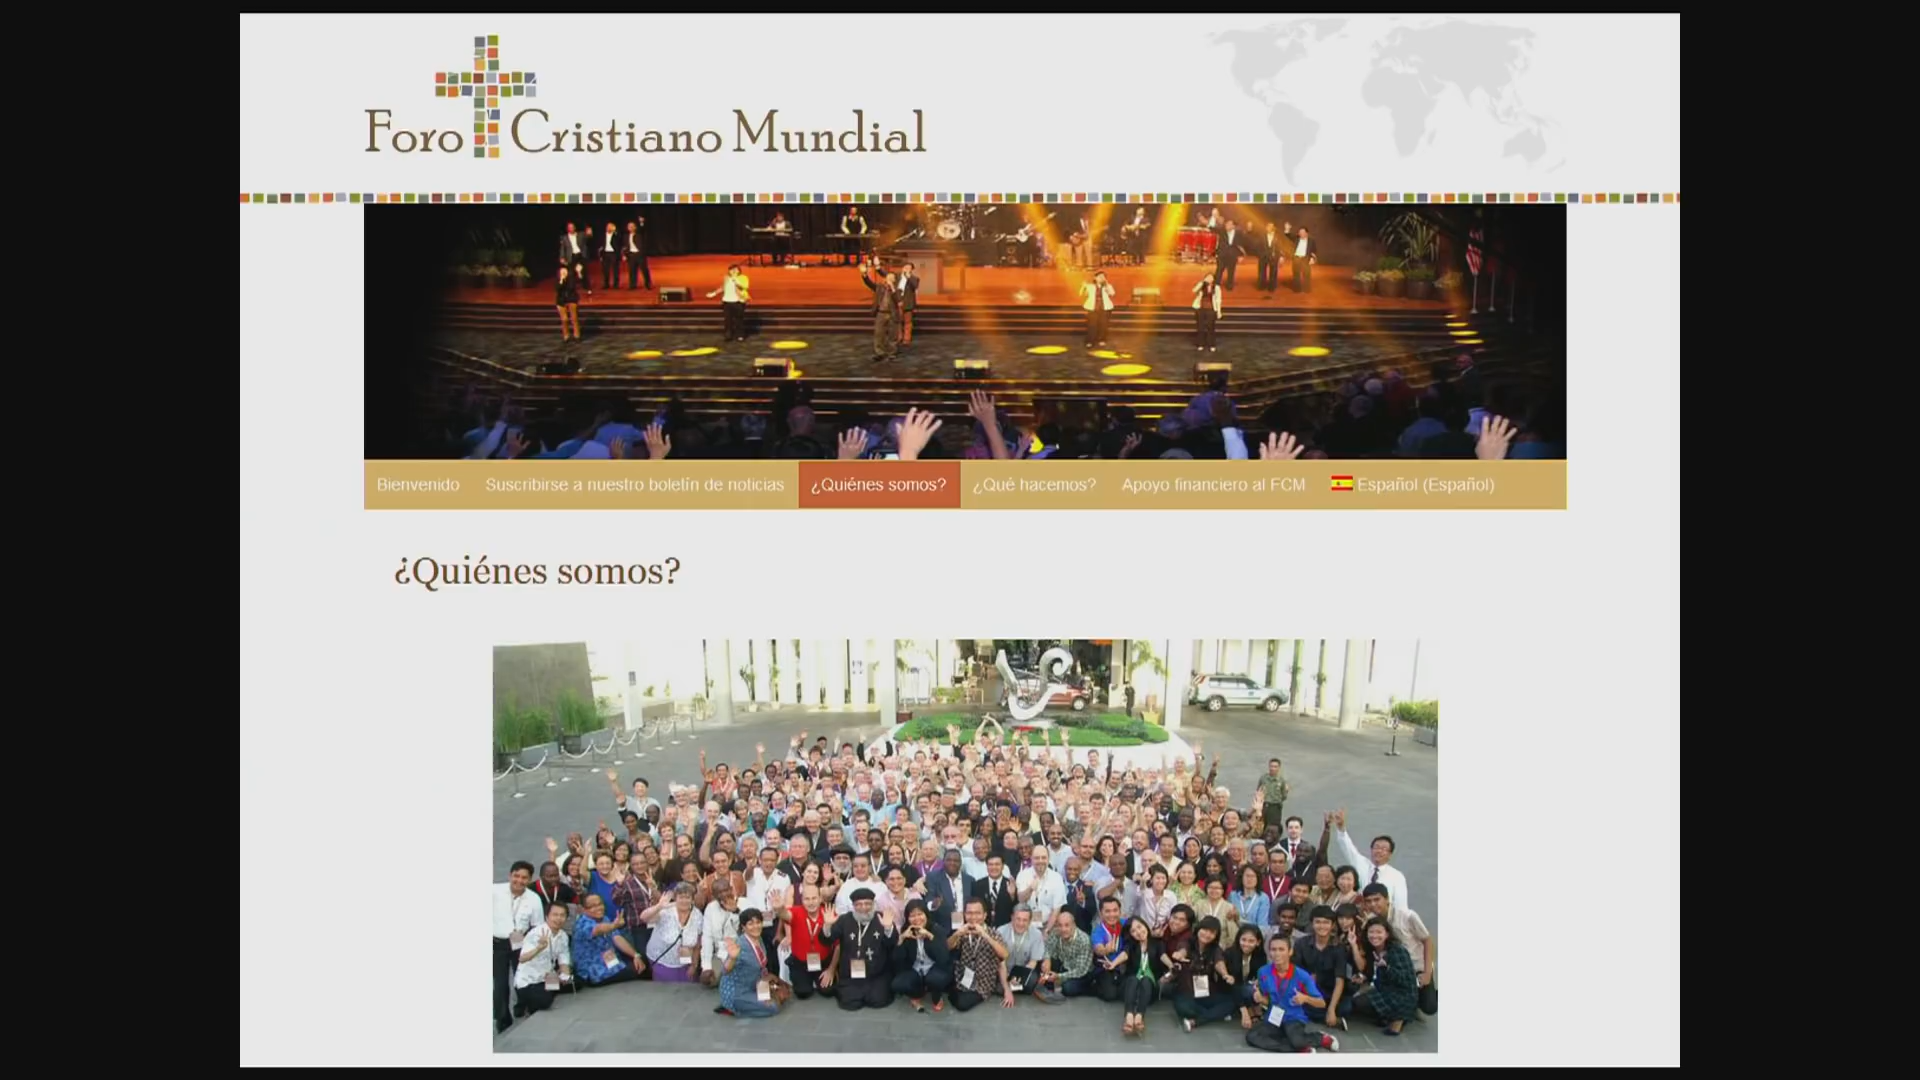 Foro Cristiano Mundial
Bienvenido Suscribirse a nuestro boletín de noticias ¿Quiénes somos? ¿Qué hacemos? Apoyo financiero al FCM Español (Español)
¿Quiénes somos?